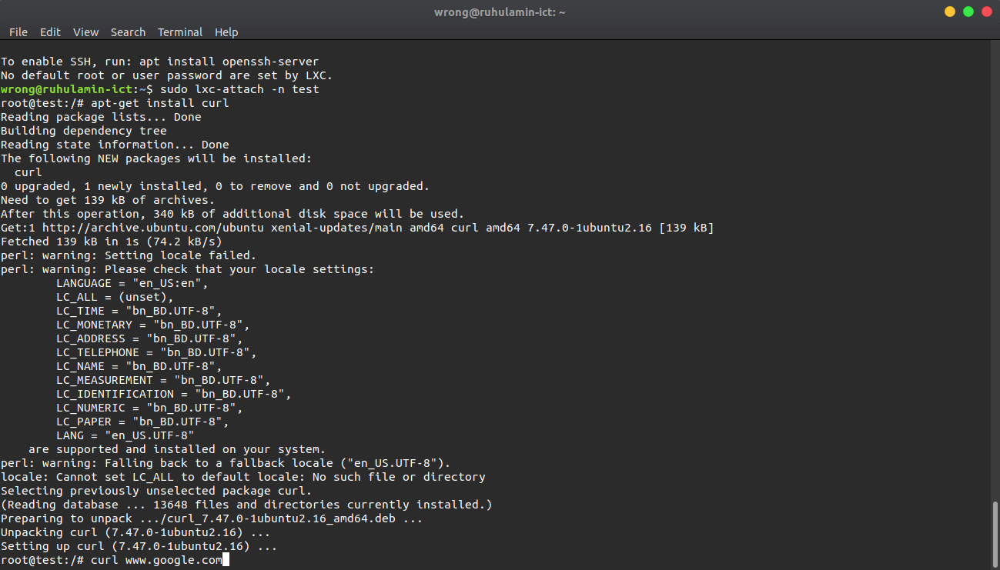 wrong@ruhulamin-ict: ~
File Edit View Search Terminal Help
To enable SSH, run: apt install openssh-server
No default root or user password are set by LXC.
wrong@ruhulamin-ict:~$ sudo lxc-attach -n test
root@test:/# apt-get install curl
Reading package lists... Done
Building dependency tree
Reading state information... Done
The following NEW packages will be installed:
  curl
0 upgraded, 1 newly installed, 0 to remove and 0 not upgraded.
Need to get 139 kB of archives.
After this operation, 340 kB of additional disk space will be used.
Get:1 http://archive.ubuntu.com/ubuntu xenial-updates/main amd64 curl amd64 7.47.0-1ubuntu2.16 [139 kB]
Fetched 139 kB in 1s (74.2 kB/s)
perl: warning: Setting locale failed.
perl: warning: Please check that your locale settings:
        LANGUAGE = "en_US:en",
        LC_ALL = (unset),
        LC_TIME = "bn_BD.UTF-8",
        LC_MONETARY = "bn_BD.UTF-8",
        LC_ADDRESS = "bn_BD.UTF-8",
        LC_TELEPHONE = "bn_BD.UTF-8",
        LC_NAME = "bn_BD.UTF-8",
        LC_MEASUREMENT = "bn_BD.UTF-8",
        LC_IDENTIFICATION = "bn_BD.UTF-8",
        LC_NUMERIC = "bn_BD.UTF-8",
        LC_PAPER = "bn_BD.UTF-8",
        LANG = "en_US.UTF-8"
    are supported and installed on your system.
perl: warning: Falling back to a fallback locale ("en_US.UTF-8").
locale: Cannot set LC_ALL to default locale: No such file or directory
Selecting previously unselected package curl.
(Reading database ... 13648 files and directories currently installed.)
Preparing to unpack .../curl_7.47.0-1ubuntu2.16_amd64.deb ...
Unpacking curl (7.47.0-1ubuntu2.16) ...
Setting up curl (7.47.0-1ubuntu2.16) ...
root@test:/# curl www.google.com